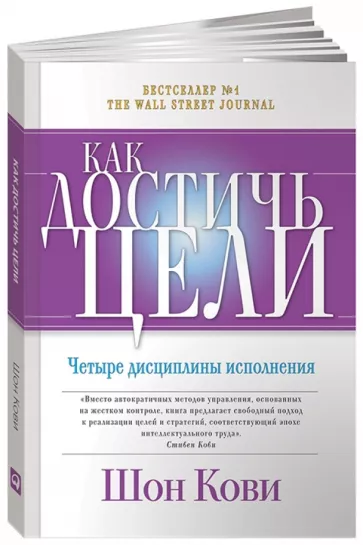 БЕСТСЕЛЛЕР №1
THE WALL STREET JOURNAL
КАК
ДОСТИЧЬ
ЦЕЛИ
Четыре дисциплины исполнения
«Вместо автократичных методов управления, основанных
на жестком контроле, книга предлагает свободный подход
к реализации целей и стратегий, соответствующий эпохе
интеллектуального труда».
Стивен Кови
Шон Кови
КАК ДОСТИЧЬ ЦЕЛИ
Шон Кови